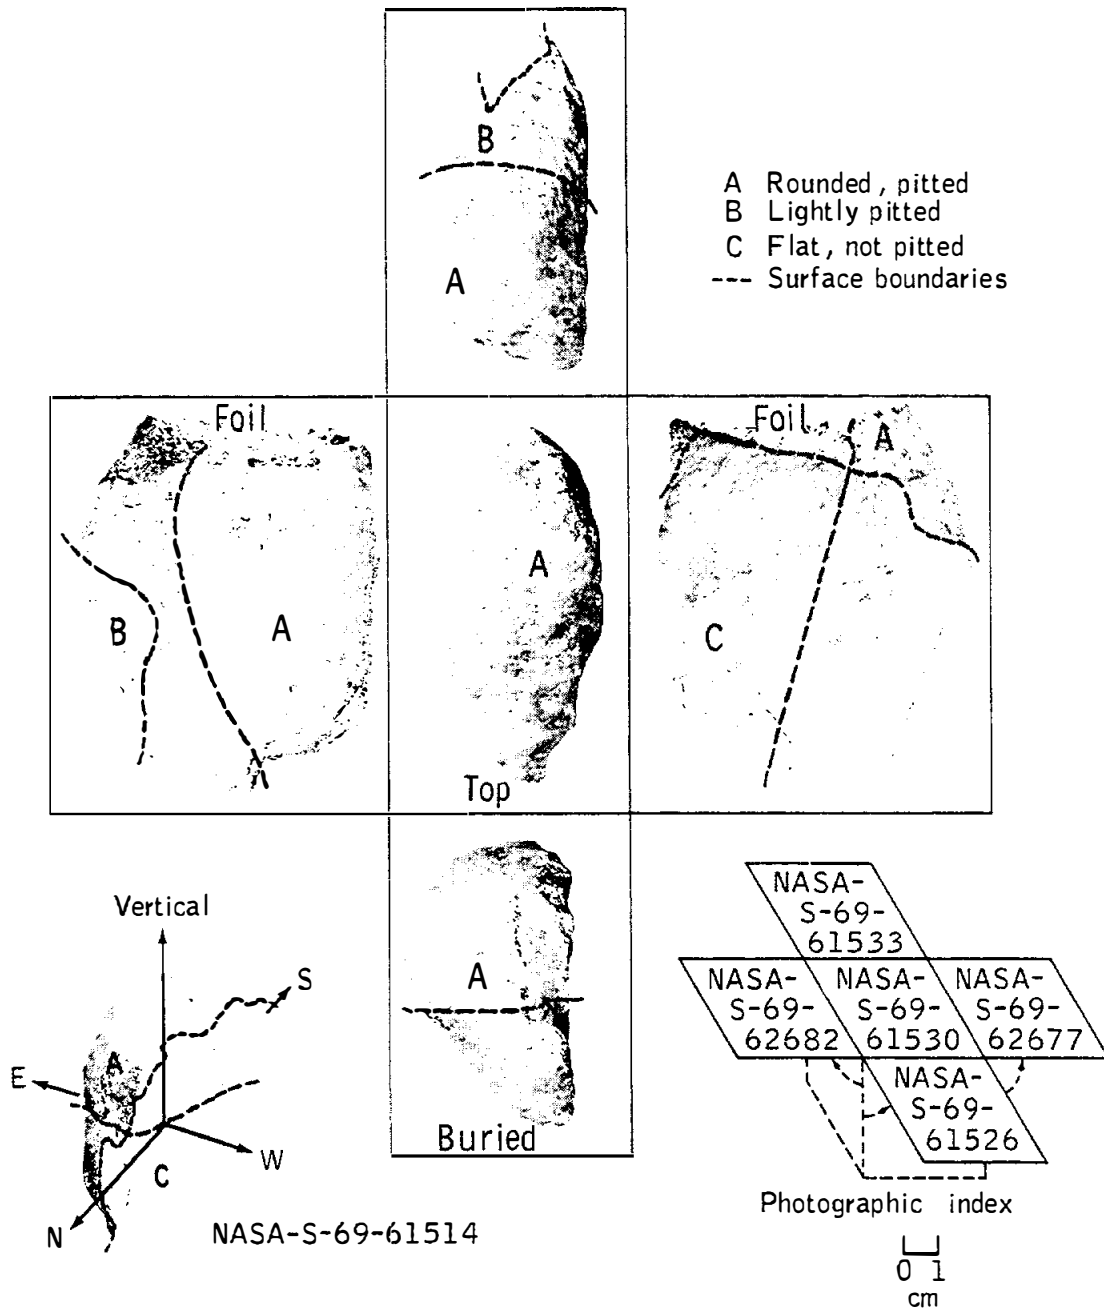 B
A
A Rounded, pitted
B Lightly pitted
C Flat, not pitted
--- Surface boundaries
Foil
B
A
A
Top
Foil
A
C
A
Buried
Vertical
S
E
A
W
C
N
NASA-S-69-61514
NASA-
S-69-
61533
NASA-
S-69-
62682
NASA-
S-69-
61530
NASA-
S-69-
62677
NASA-
S-69-
61526
Photographic index
0 1
cm